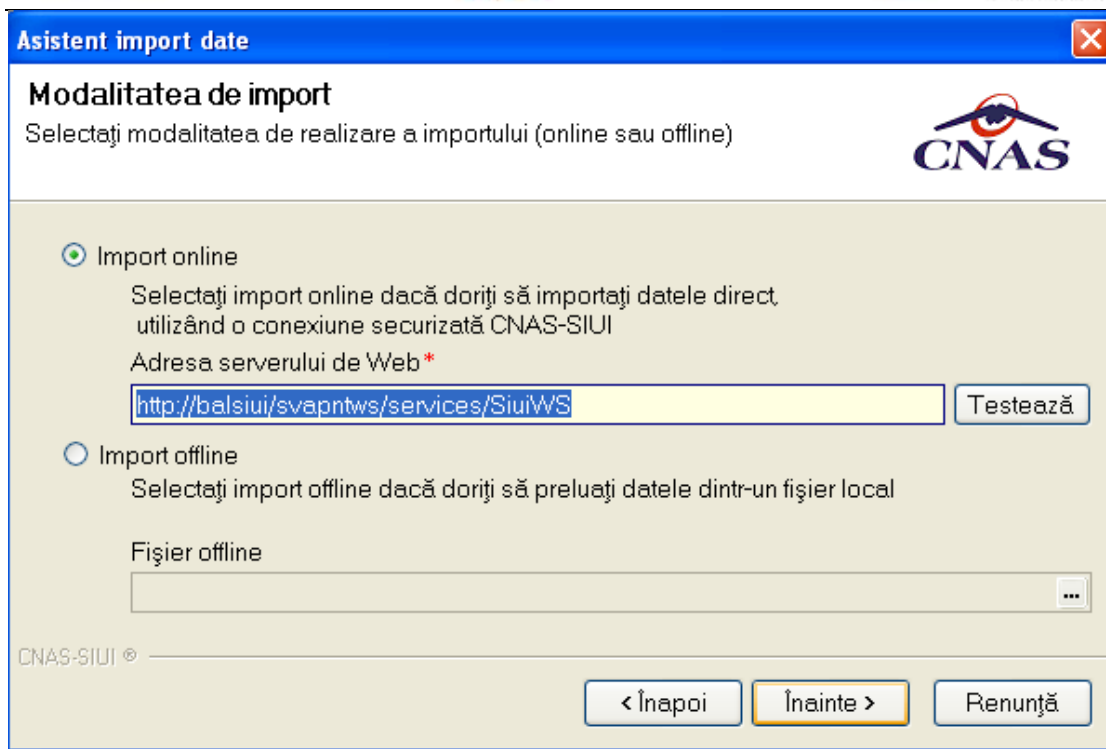 Asistent import date
Modalitatea de import
Selectaţi modalitatea de realizare a importului (online sau offline)
CNAS
Import online
Selectaţi import online dacă doriţi să importaţi datele direct,
utilizând o conexiune securizată CNAS-SIUI
Adresa serverului de Web*
http://balsiui/svapntws/services/SiuiWS
Testează
Import offline
Selectaţi import offline dacă doriţi să preluaţi datele dintr-un fişier local
Fişier offline
...
CNAS-SIUI ®
< Înapoi Înainte > Renunţă